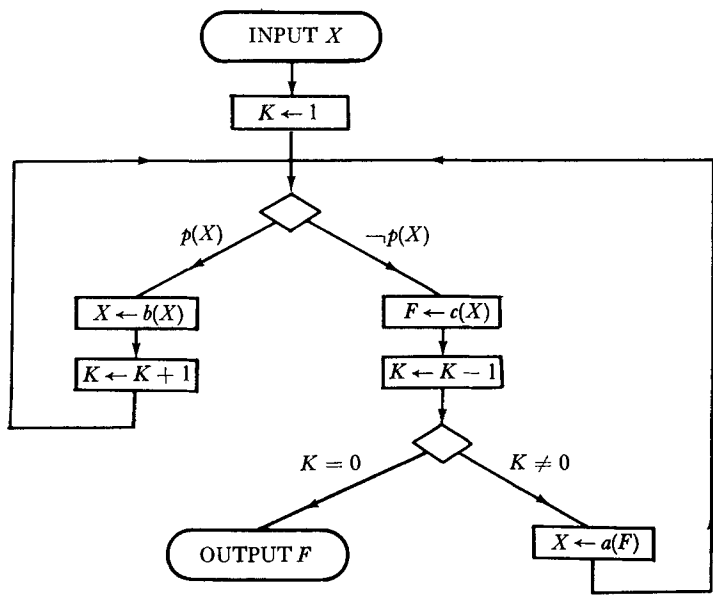 INPUT X
K ← 1
p(X)
¬p(X)
X ← b(X)
F ← c(X)
K ← K + 1
K ← K − 1
K = 0
K ≠ 0
OUTPUT F
X ← a(F)